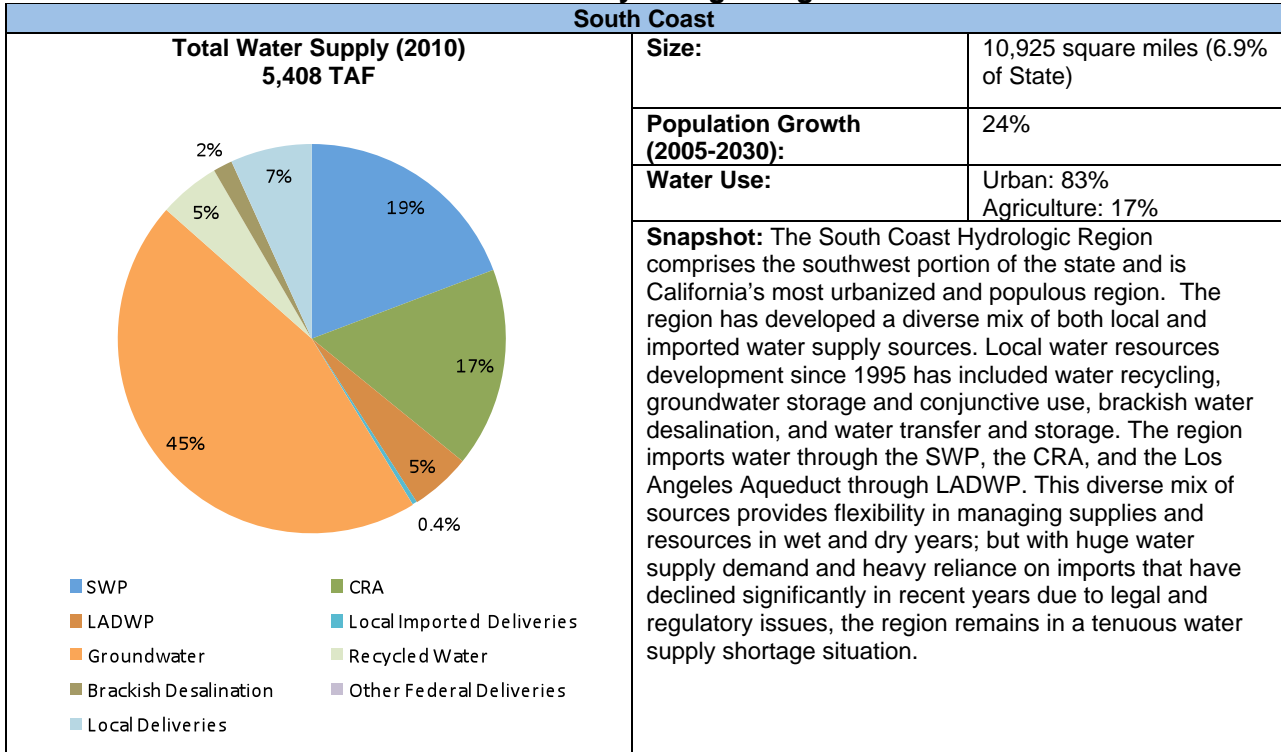 South Coast
Total Water Supply (2010)
5,408 TAF
2%
7%
19%
5%
17%
45%
5%
0.4%
SWP
CRA
LADWP
Local Imported Deliveries
Groundwater
Recycled Water
Brackish Desalination
Other Federal Deliveries
Local Deliveries
Size:
10,925 square miles (6.9%
of State)
Population Growth
(2005-2030):
24%
Water Use:
Urban: 83%
Agriculture: 17%
Snapshot: The South Coast Hydrologic Region
comprises the southwest portion of the state and is
California's most urbanized and populous region. The
region has developed a diverse mix of both local and
imported water supply sources. Local water resources
development since 1995 has included water recycling,
groundwater storage and conjunctive use, brackish water
desalination, and water transfer and storage. The region
imports water through the SWP, the CRA, and the Los
Angeles Aqueduct through LADWP. This diverse mix of
sources provides flexibility in managing supplies and
resources in wet and dry years; but with huge water
supply demand and heavy reliance on imports that have
declined significantly in recent years due to legal and
regulatory issues, the region remains in a tenuous water
supply shortage situation.